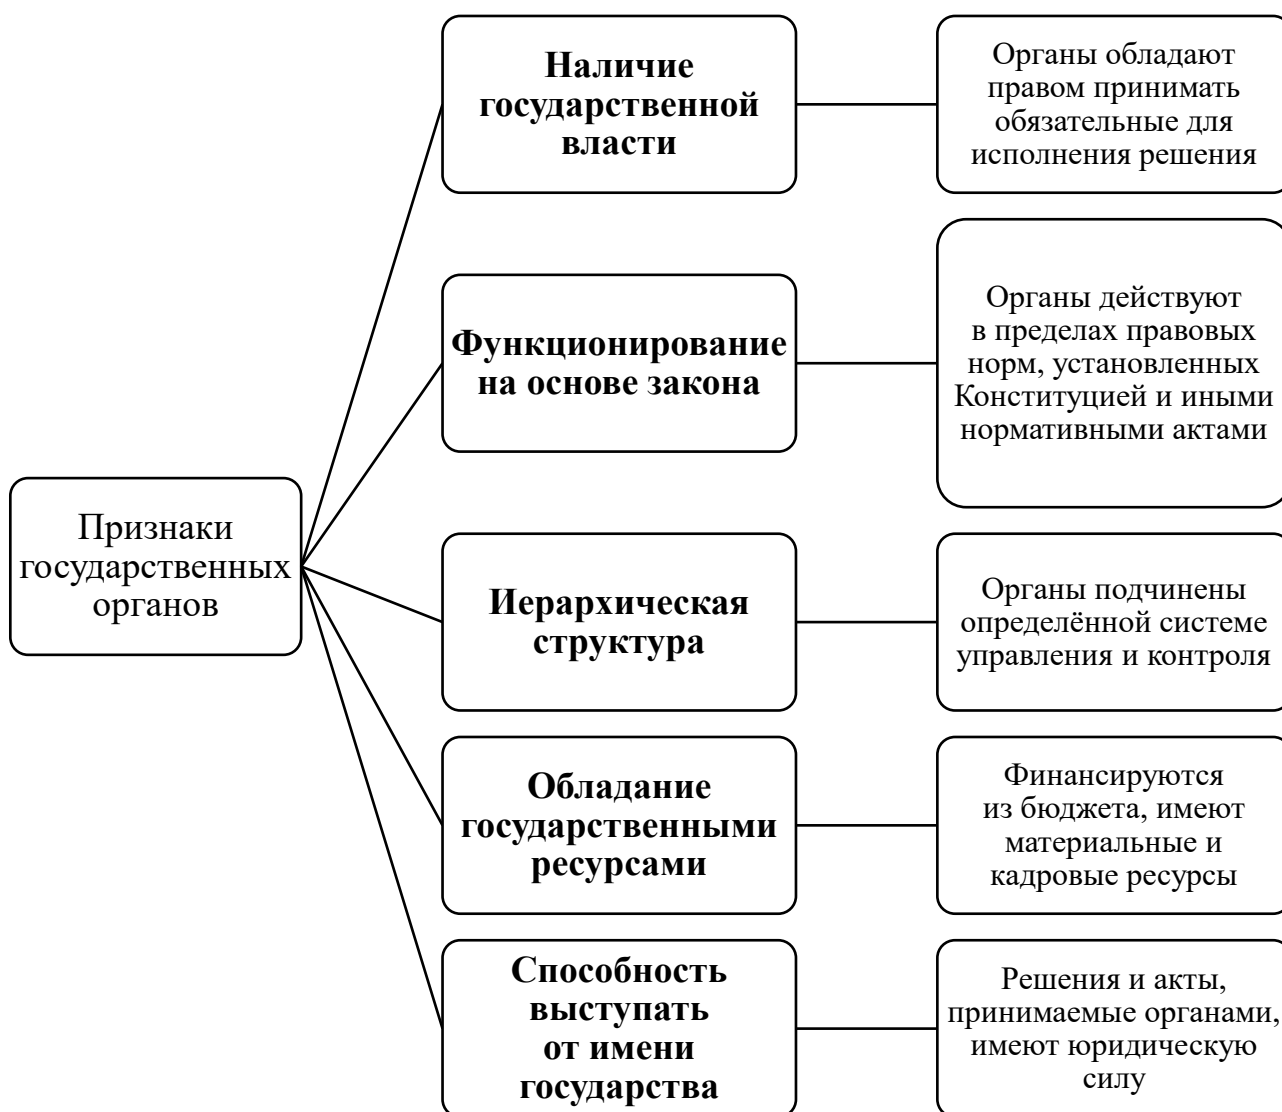 Признаки
государственных
органов
Наличие
государственной
власти
Органы обладают
правом принимать
обязательные для
исполнения решения
Функционирование
на основе закона
Органы действуют
в пределах правовых
норм, установленных
Конституцией и иными
нормативными актами
Иерархическая
структура
Органы подчинены
определённой системе
управления и контроля
Обладание
государственными
ресурсами
Финансируются
из бюджета, имеют
материальные и
кадровые ресурсы
Способность
выступать
от имени
государства
Решения и акты,
принимаемые органами,
имеют юридическую
силу